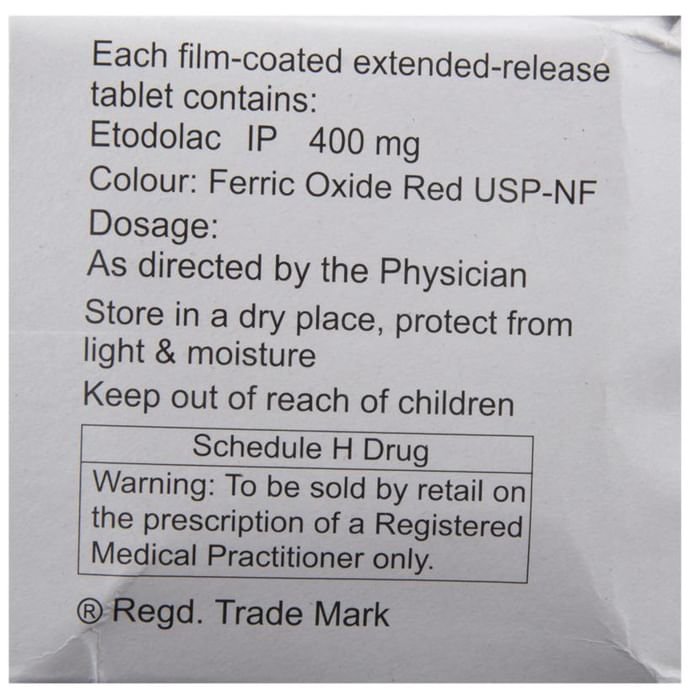 Each film-coated extended-release
tablet contains:
Etodolac IP 400 mg
Colour: Ferric Oxide Red USP-NF
Dosage:
As directed by the Physician
Store in a dry place, protect from
light & moisture
Keep out of reach of children
Schedule H Drug
Warning: To be sold by retail on
the prescription of a Registered
Medical Practitioner only.
® Regd. Trade Mark